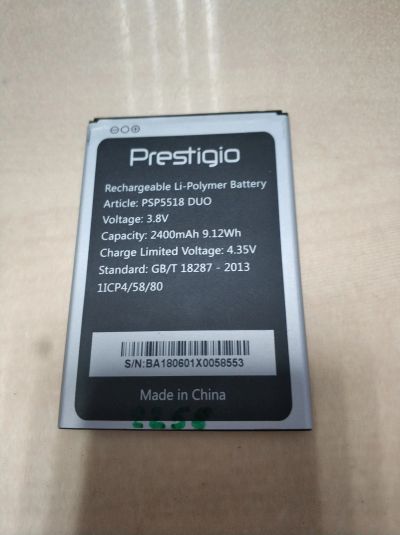 Prestigio
Rechargeable Li-Polymer Battery
Article: PSP5518 DUO
Voltage: 3.8V
Capacity: 2400mAh 9.12Wh
Charge Limited Voltage: 4.35V
Standard: GB/T 18287 - 2013
1ICP4/58/80
S/N:BA180601X0058553
Made in China